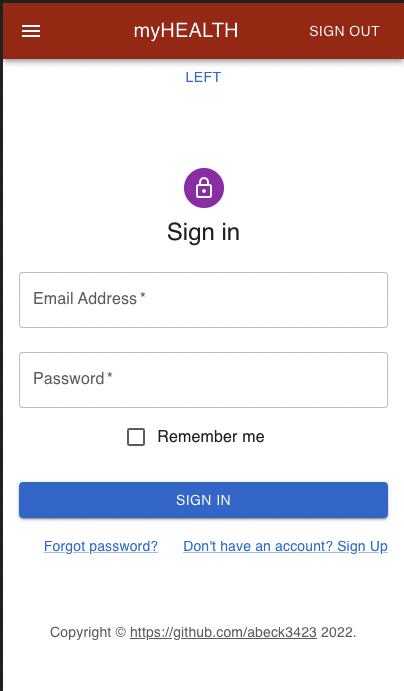 myHEALTH SIGN OUT
LEFT
Sign in
Email Address *
Password *
Remember me
SIGN IN
Forgot password? Don't have an account? Sign Up
Copyright © https://github.com/abeck3423 2022.